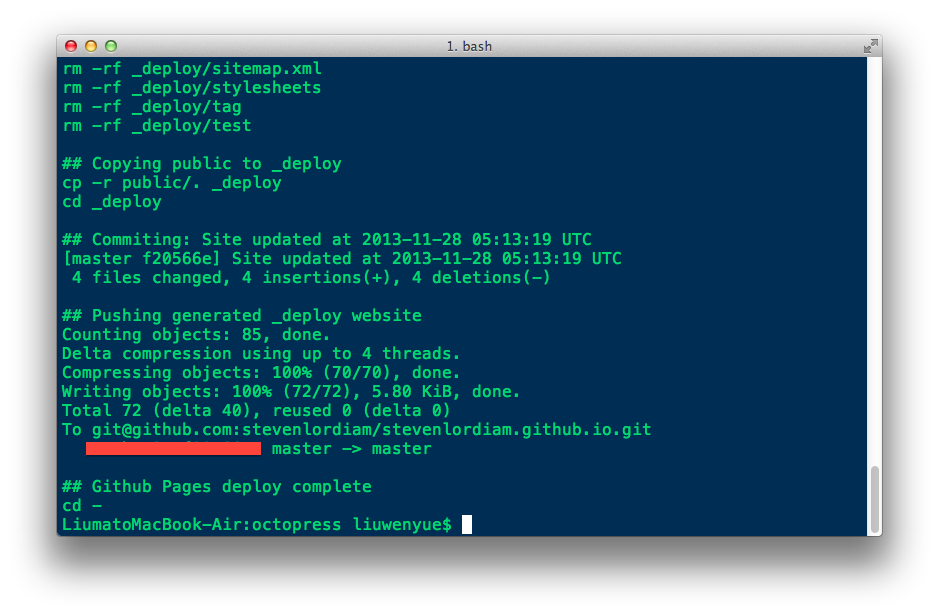 1. bash
rm -rf _deploy/sitemap.xml
rm -rf _deploy/stylesheets
rm -rf _deploy/tag
rm -rf _deploy/test
## Copying public to _deploy
cp -r public/. _deploy
cd _deploy
## Commiting: Site updated at 2013-11-28 05:13:19 UTC
[master f20566e] Site updated at 2013-11-28 05:13:19 UTC
4 files changed, 4 insertions(+), 4 deletions(-)
## Pushing generated _deploy website
Counting objects: 85, done.
Delta compression using up to 4 threads.
Compressing objects: 100% (70/70), done.
Writing objects: 100% (72/72), 5.80 KiB, done.
Total 72 (delta 40), reused 0 (delta 0)
To git@github.com:stevenlordiam/stevenlordiam.github.io.git
master -> master
## Github Pages deploy complete
cd -
LiumatoMacBook-Air:octopress liuwenyue$